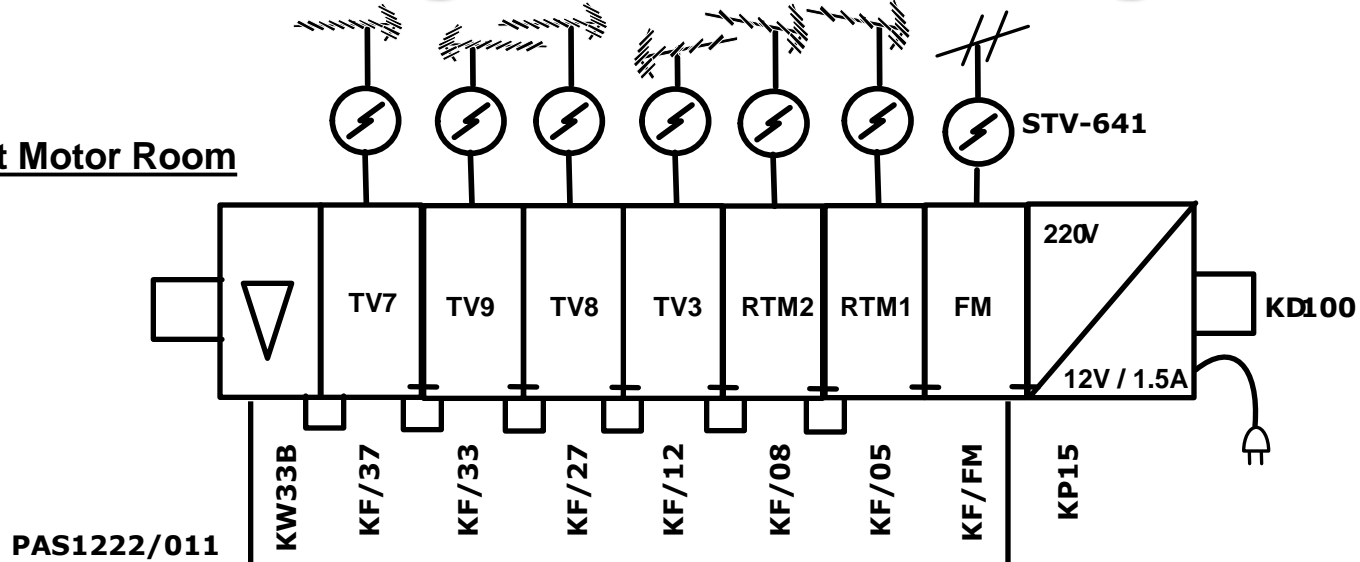 STV-641
t Motor Room
220V
TV7 TV9 TV8 TV3 RTM2 RTM1 FM
KD100
12V / 1.5A
KW33B
KF/37
KF/33
KF/27
KF/12
KF/08
KF/05
KF/FM
KP15
PAS1222/011